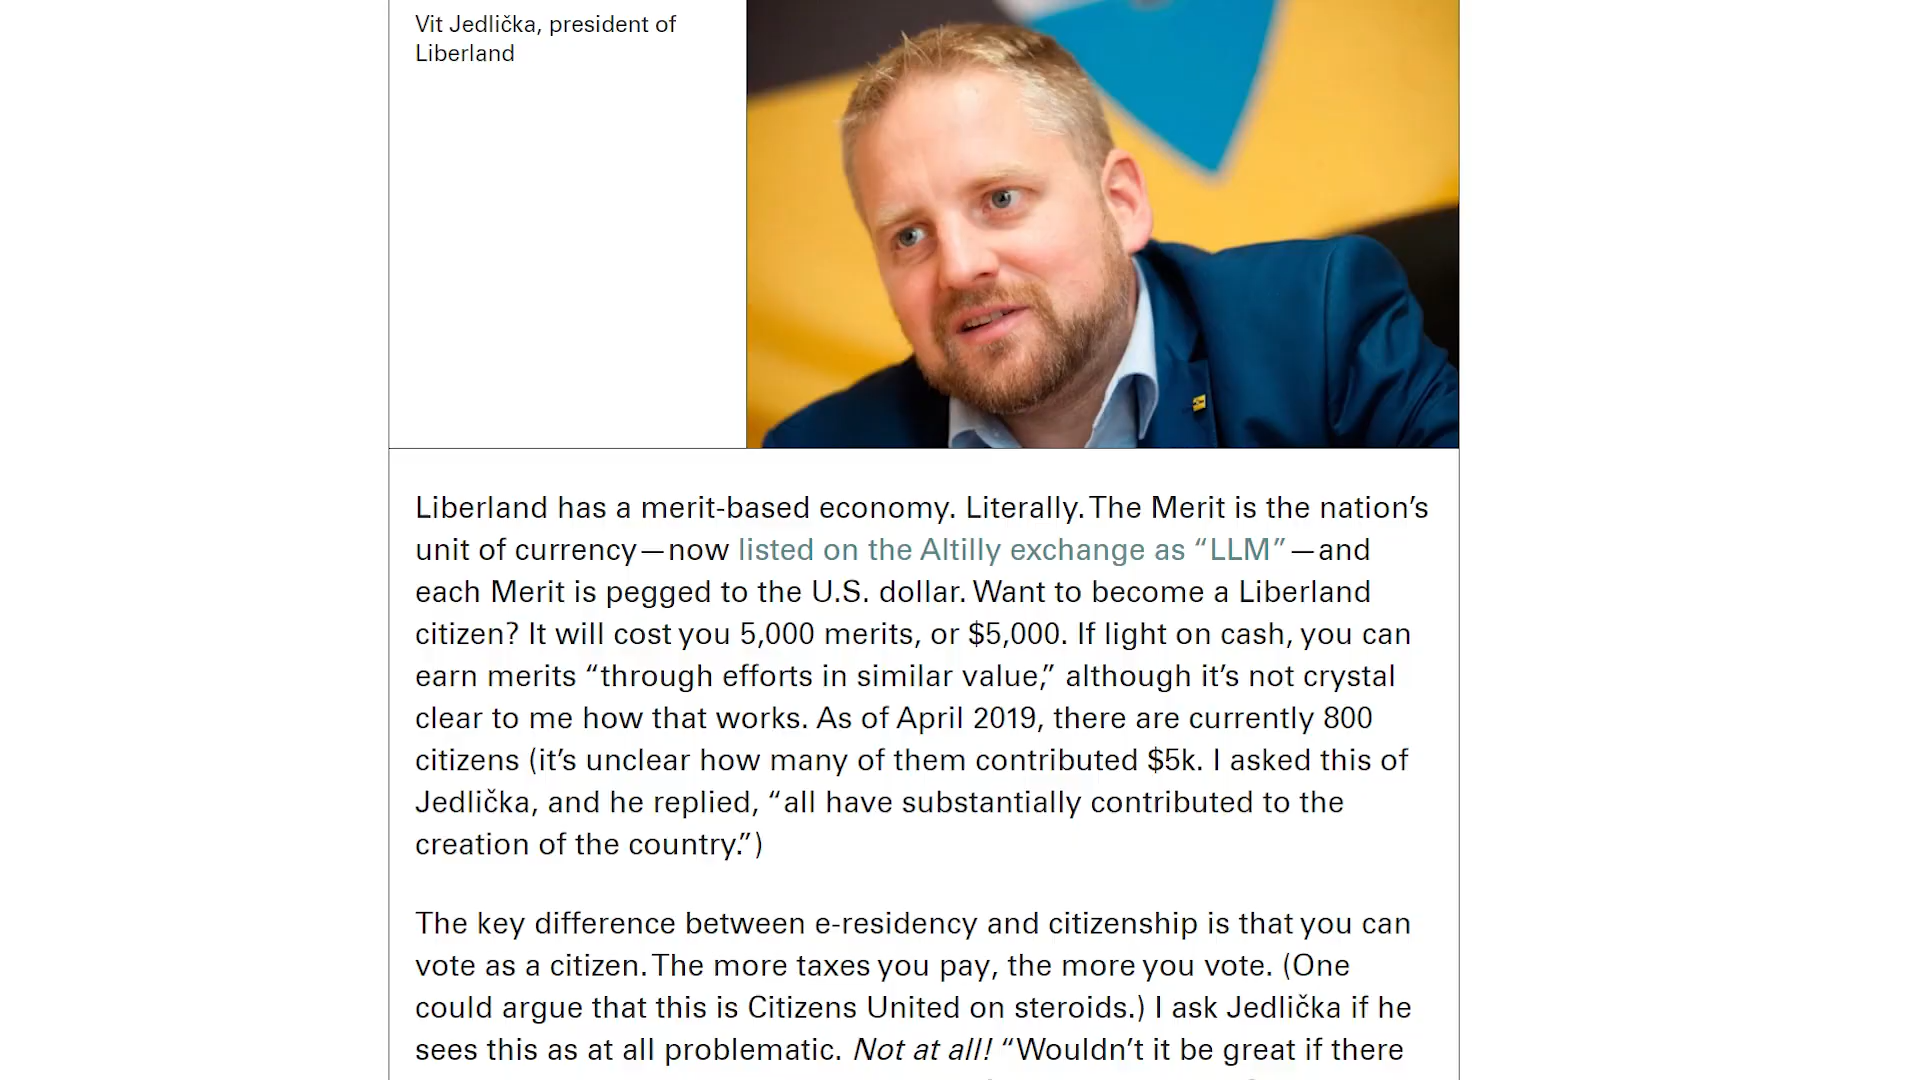 Vit Jedlička, president of
Liberland
Liberland has a merit-based economy. Literally. The Merit is the nation’s
unit of currency—now listed on the Altilly exchange as “LLM”—and
each Merit is pegged to the U.S. dollar. Want to become a Liberland
citizen? It will cost you 5,000 merits, or $5,000. If light on cash, you can
earn merits “through efforts in similar value,” although it’s not crystal
clear to me how that works. As of April 2019, there are currently 800
citizens (it’s unclear how many of them contributed $5k. I asked this of
Jedlička, and he replied, “all have substantially contributed to the
creation of the country.”)
The key difference between e-residency and citizenship is that you can
vote as a citizen. The more taxes you pay, the more you vote. (One
could argue that this is Citizens United on steroids.) I ask Jedlička if he
sees this as at all problematic. Not at all! “Wouldn’t it be great if there